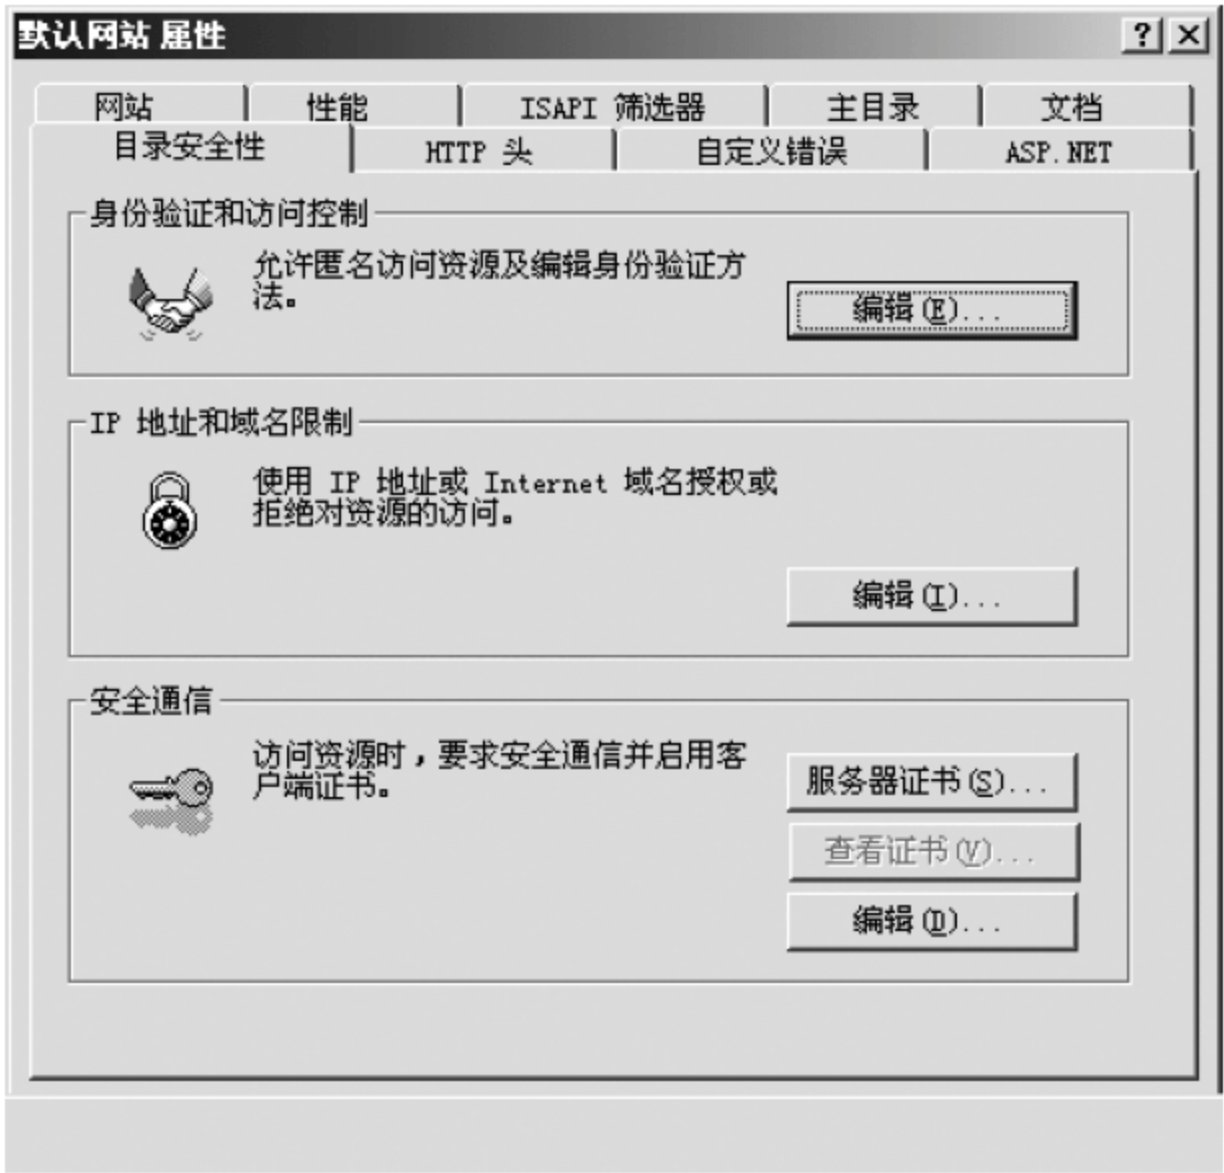 默认网站 属性
网站 性能 ISAPI 筛选器 主目录 文档
目录安全性 HTTP 头 自定义错误 ASP.NET
身份验证和访问控制
允许匿名访问资源及编辑身份验证方
法。
编辑(E)...
IP 地址和域名限制
使用 IP 地址或 Internet 域名授权或
拒绝对资源的访问。
编辑(I)...
安全通信
访问资源时，要求安全通信并启用客
户端证书。
服务器证书(S)...
查看证书(V)...
编辑(D)...